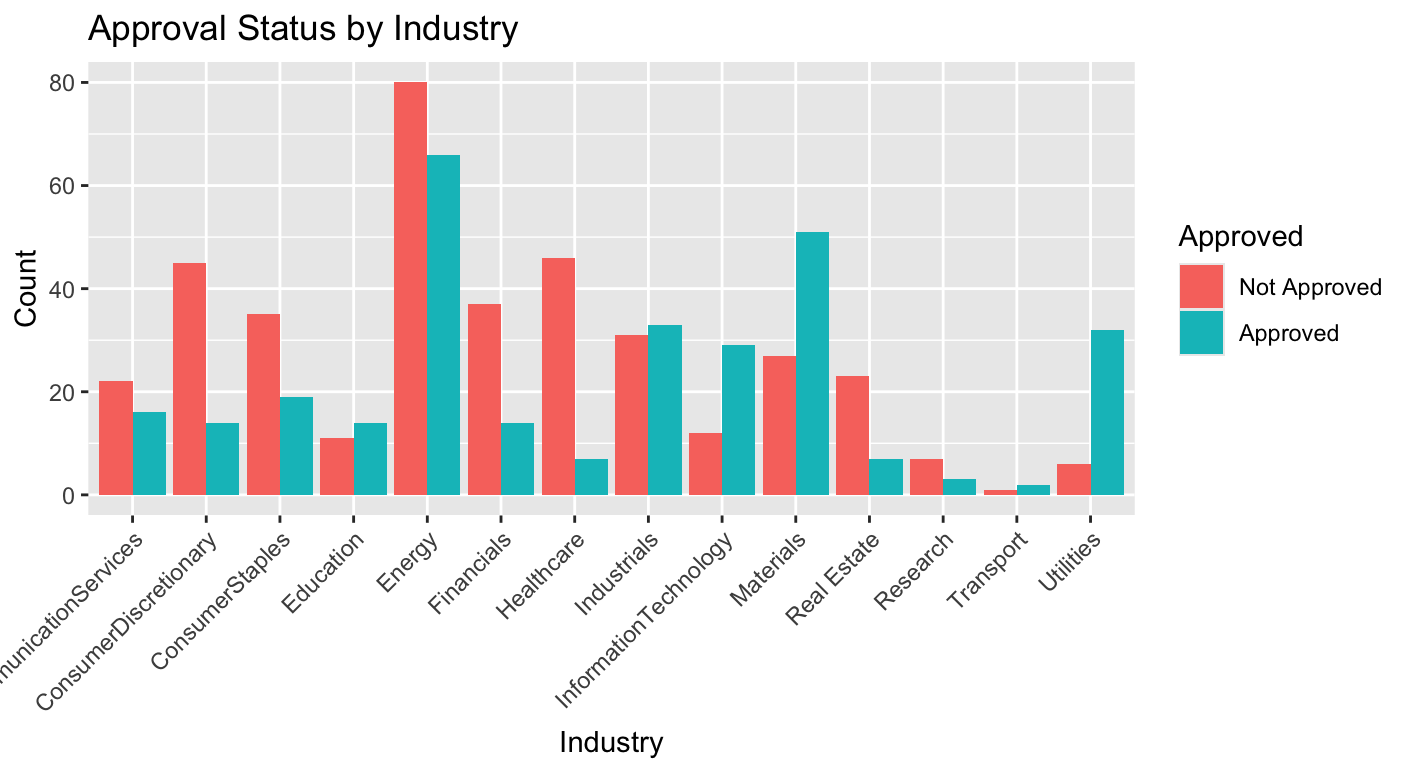 Approval Status by Industry
80
60
40
20
0
Count
municationServices
ConsumerDiscretionary
ConsumerStaples
Education
Energy
Financials
Healthcare
Industrials
InformationTechnology
Materials
Real Estate
Research
Transport
Utilities
Industry
Approved
Not Approved
Approved